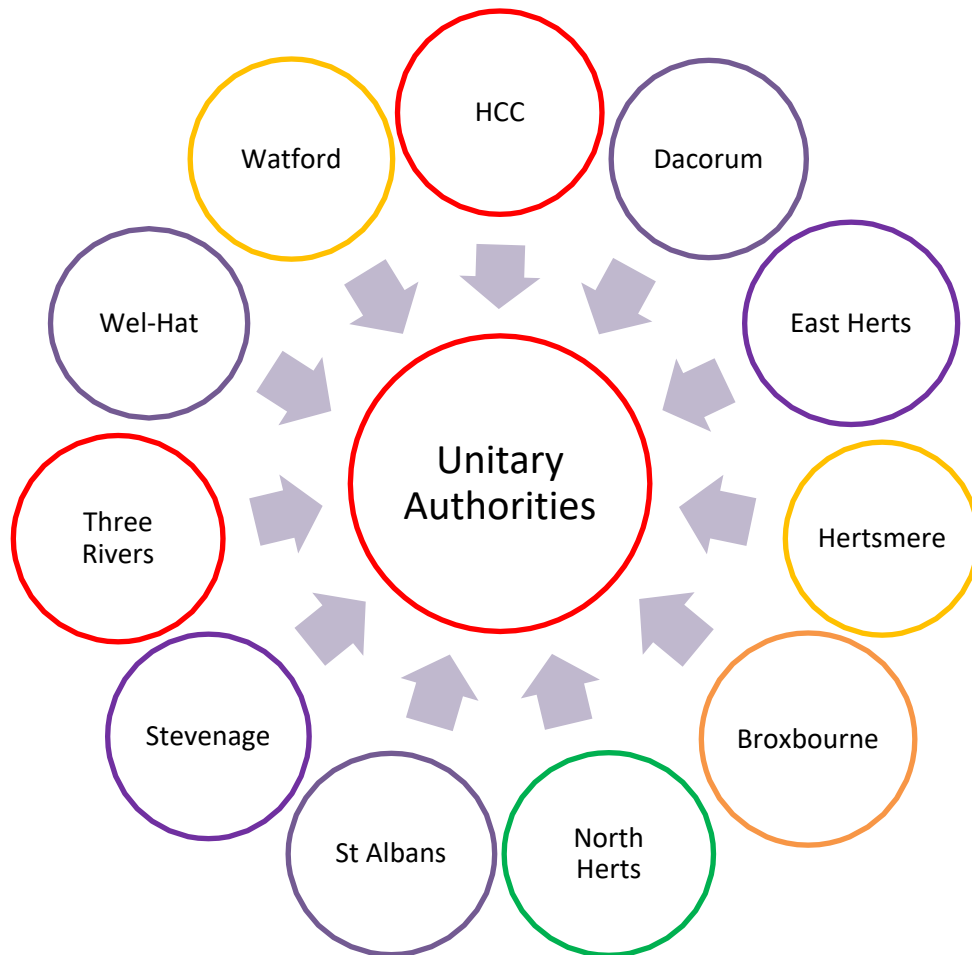 HCC
Dacorum
East Herts
Hertsmere
Broxbourne
North
Herts
St Albans
Stevenage
Three
Rivers
Wel-Hat
Watford
Unitary
Authorities